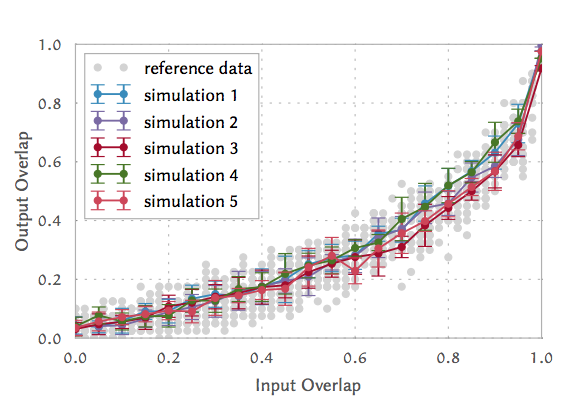 1.0
reference data
simulation 1
simulation 2
simulation 3
simulation 4
simulation 5
0.8
0.6
0.4
0.2
0.0
Output Overlap
0.0 0.2 0.4 0.6 0.8 1.0
Input Overlap